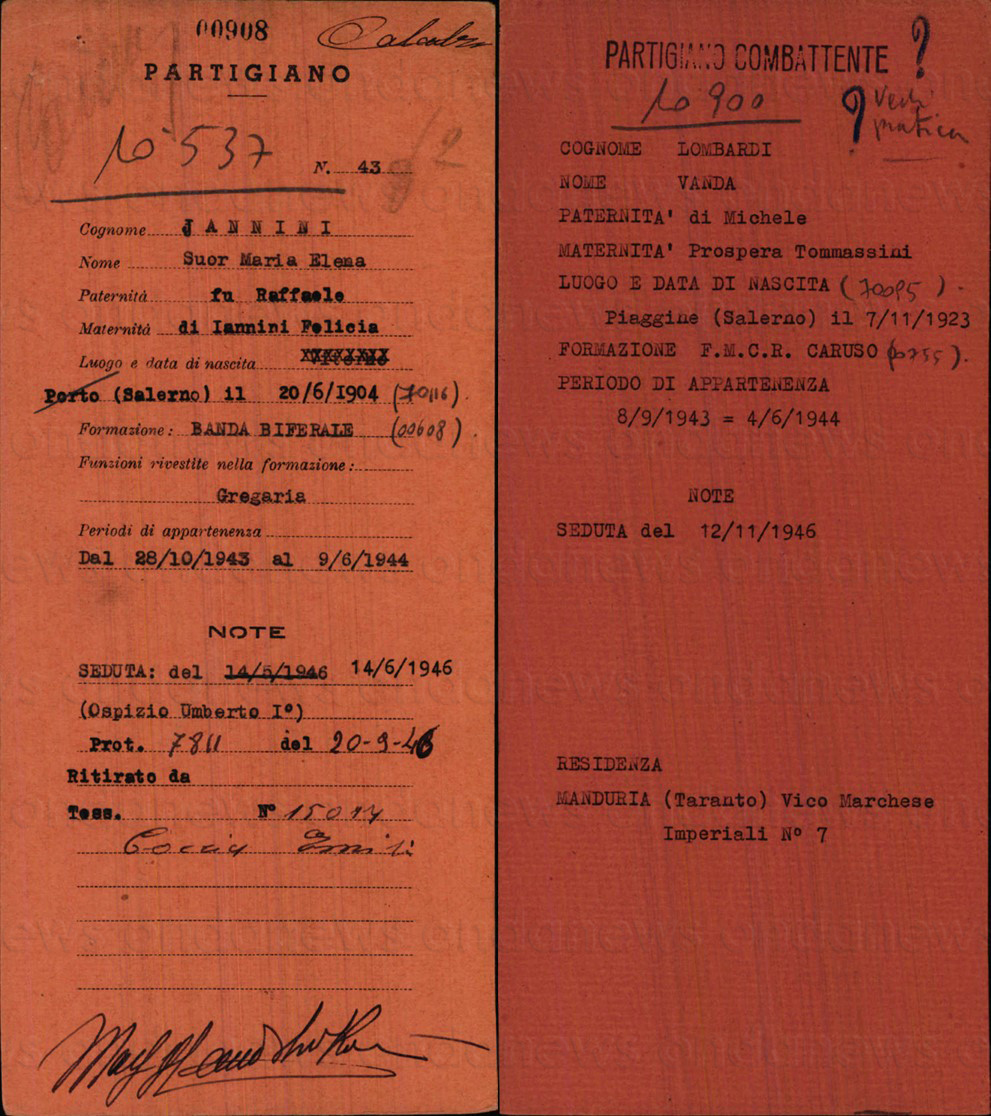 00908
PARTIGIANO
10537
N. 43
Cognome JANNINI
Nome Suor Maria Elena
Paternità fu Raffaele
Maternità di Iannini Felicia
Luogo e data di nascita XXXXXXXX
Porto (Salerno) il 20/6/1904 (70116).
Formazione: BANDA BIFERALE (00608).
Funzioni rivestite nella formazione:
Gregaria
Periodi di appartenenza
Dal 28/10/1943 al 9/6/1944
NOTE
SEDUTA: del 14/5/1946 14/6/1946
(Ospizio Umberto I°)
Prot. 7811 del 20-9-46
Ritirato da
Tess. N° 15014
PARTIGIANO COMBATTENTE ?
10900
? Vedi
pratica
COGNOME LOMBARDI
NOME VANDA
PATERNITA' di Michele
MATERNITA' Prospera Tommassini
LUOGO E DATA DI NASCITA (70095).
Piaggine (Salerno) il 7/11/1923
FORMAZIONE F.M.C.R. CARUSO
PERIODO DI APPARTENENZA
8/9/1943 = 4/6/1944
NOTE
SEDUTA del 12/11/1946
RESIDENZA
MANDURIA (Taranto) Vico Marchese
Imperiali N° 7